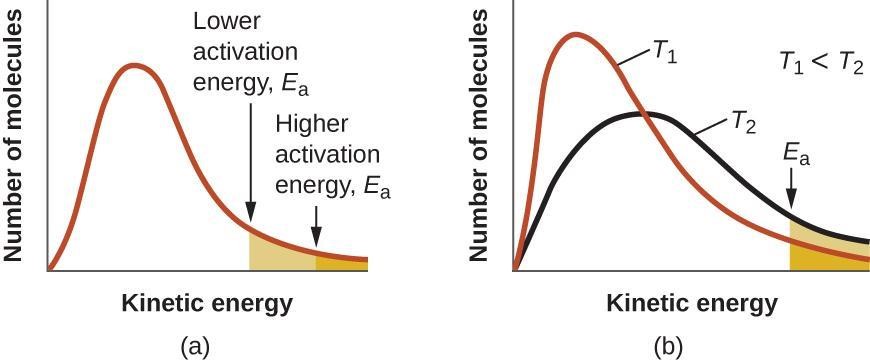 Number of molecules
Lower
activation
energy, Ea
Higher
activation
energy, Ea
Kinetic energy
(a)
Number of molecules
T1
T1 < T2
T2
Ea
Kinetic energy
(b)